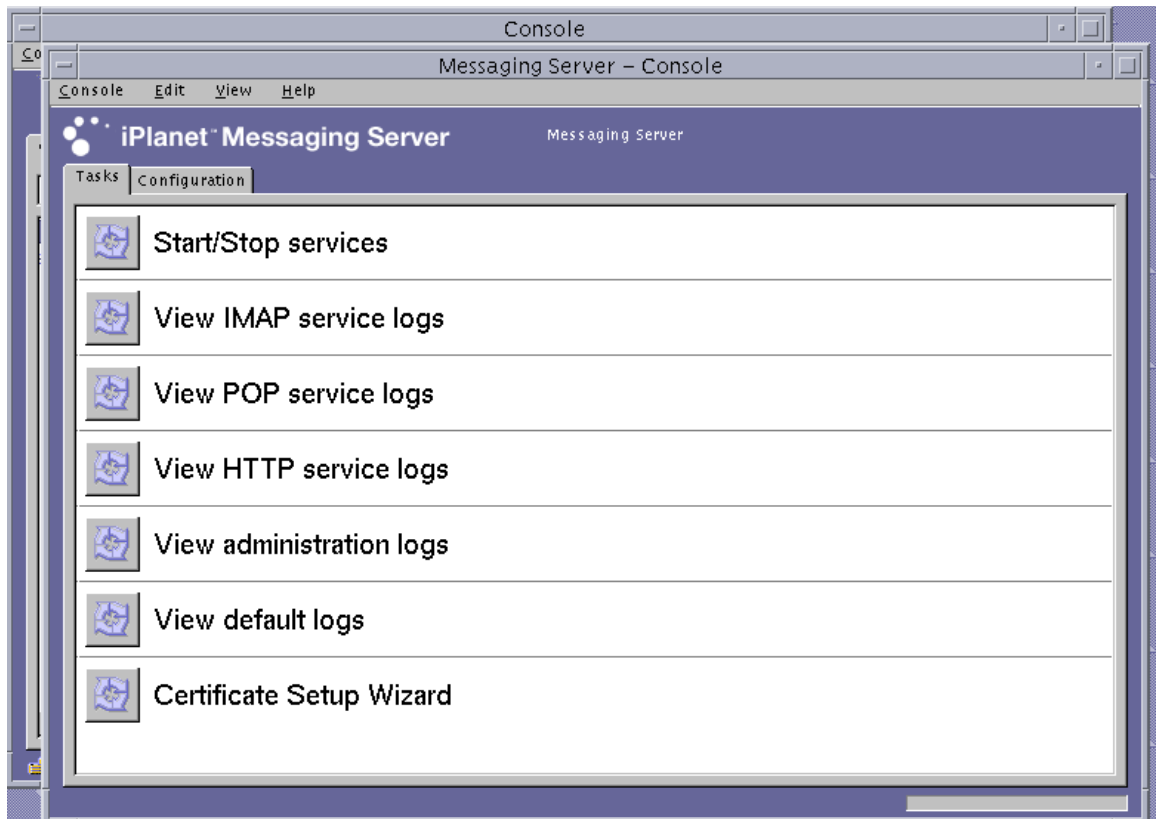 Console
Co
Messaging Server – Console
Console Edit View Help
iPlanet™ Messaging Server Messaging Server
Tasks Configuration
Start/Stop services
View IMAP service logs
View POP service logs
View HTTP service logs
View administration logs
View default logs
Certificate Setup Wizard